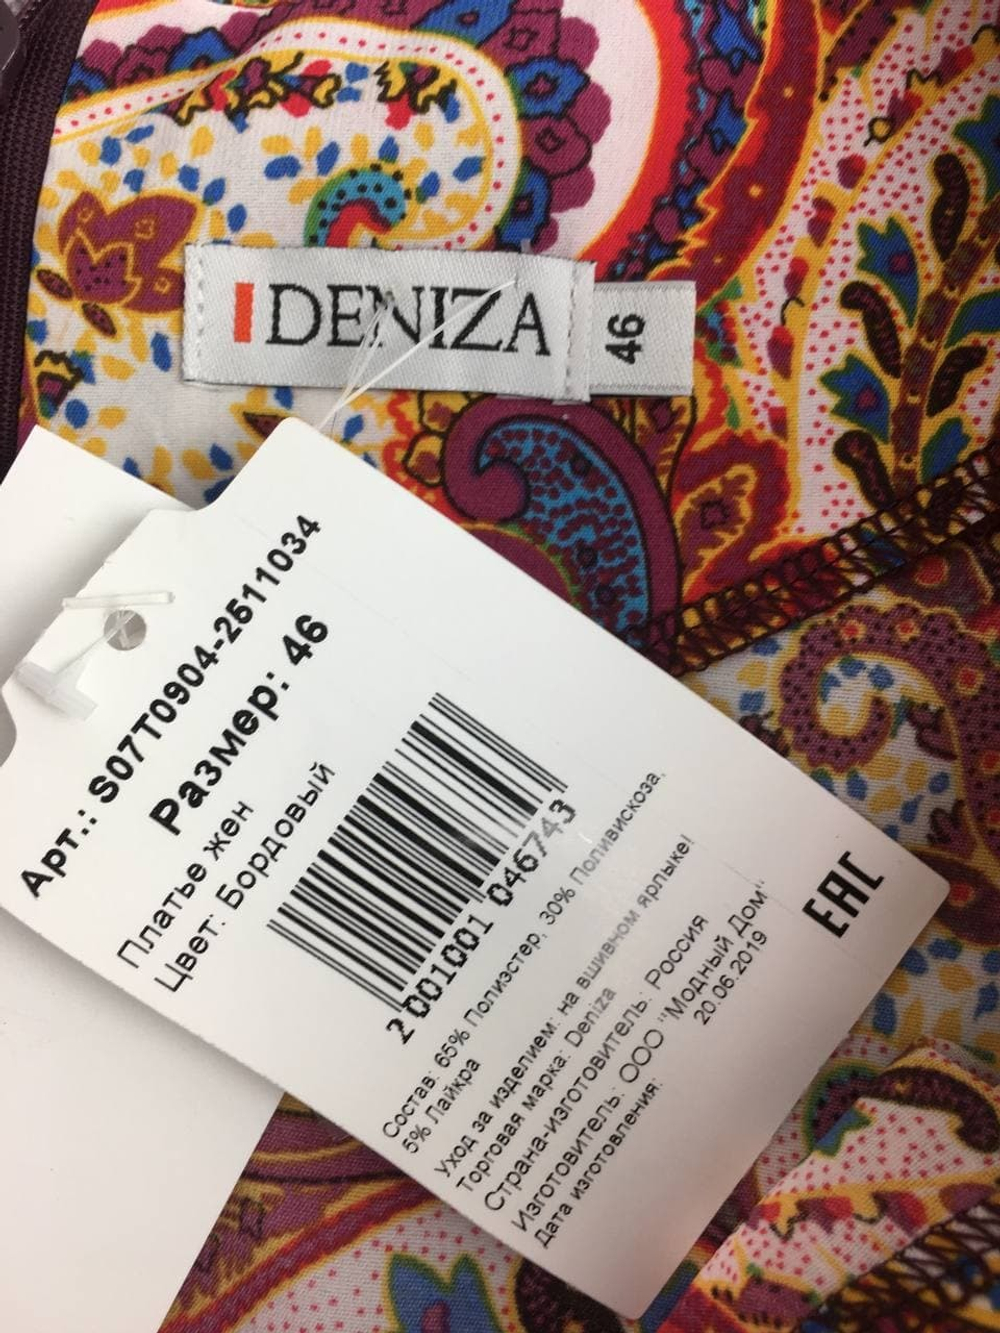 DENIZA
46
Арт.: S07T0904-2511034
Размер: 46
Платье жен
Цвет: Бордовый
2 001001 046743
Состав: 65% Полиэстер, 30% Поливискоза,
5% Лайкра
Уход за изделием: на вшивном ярлыке!
Торговая марка: Deniza
Страна-изготовитель: Россия
Изготовитель: ООО "Модный Дом"
Дата изготовления: 20.06.2019
EAC